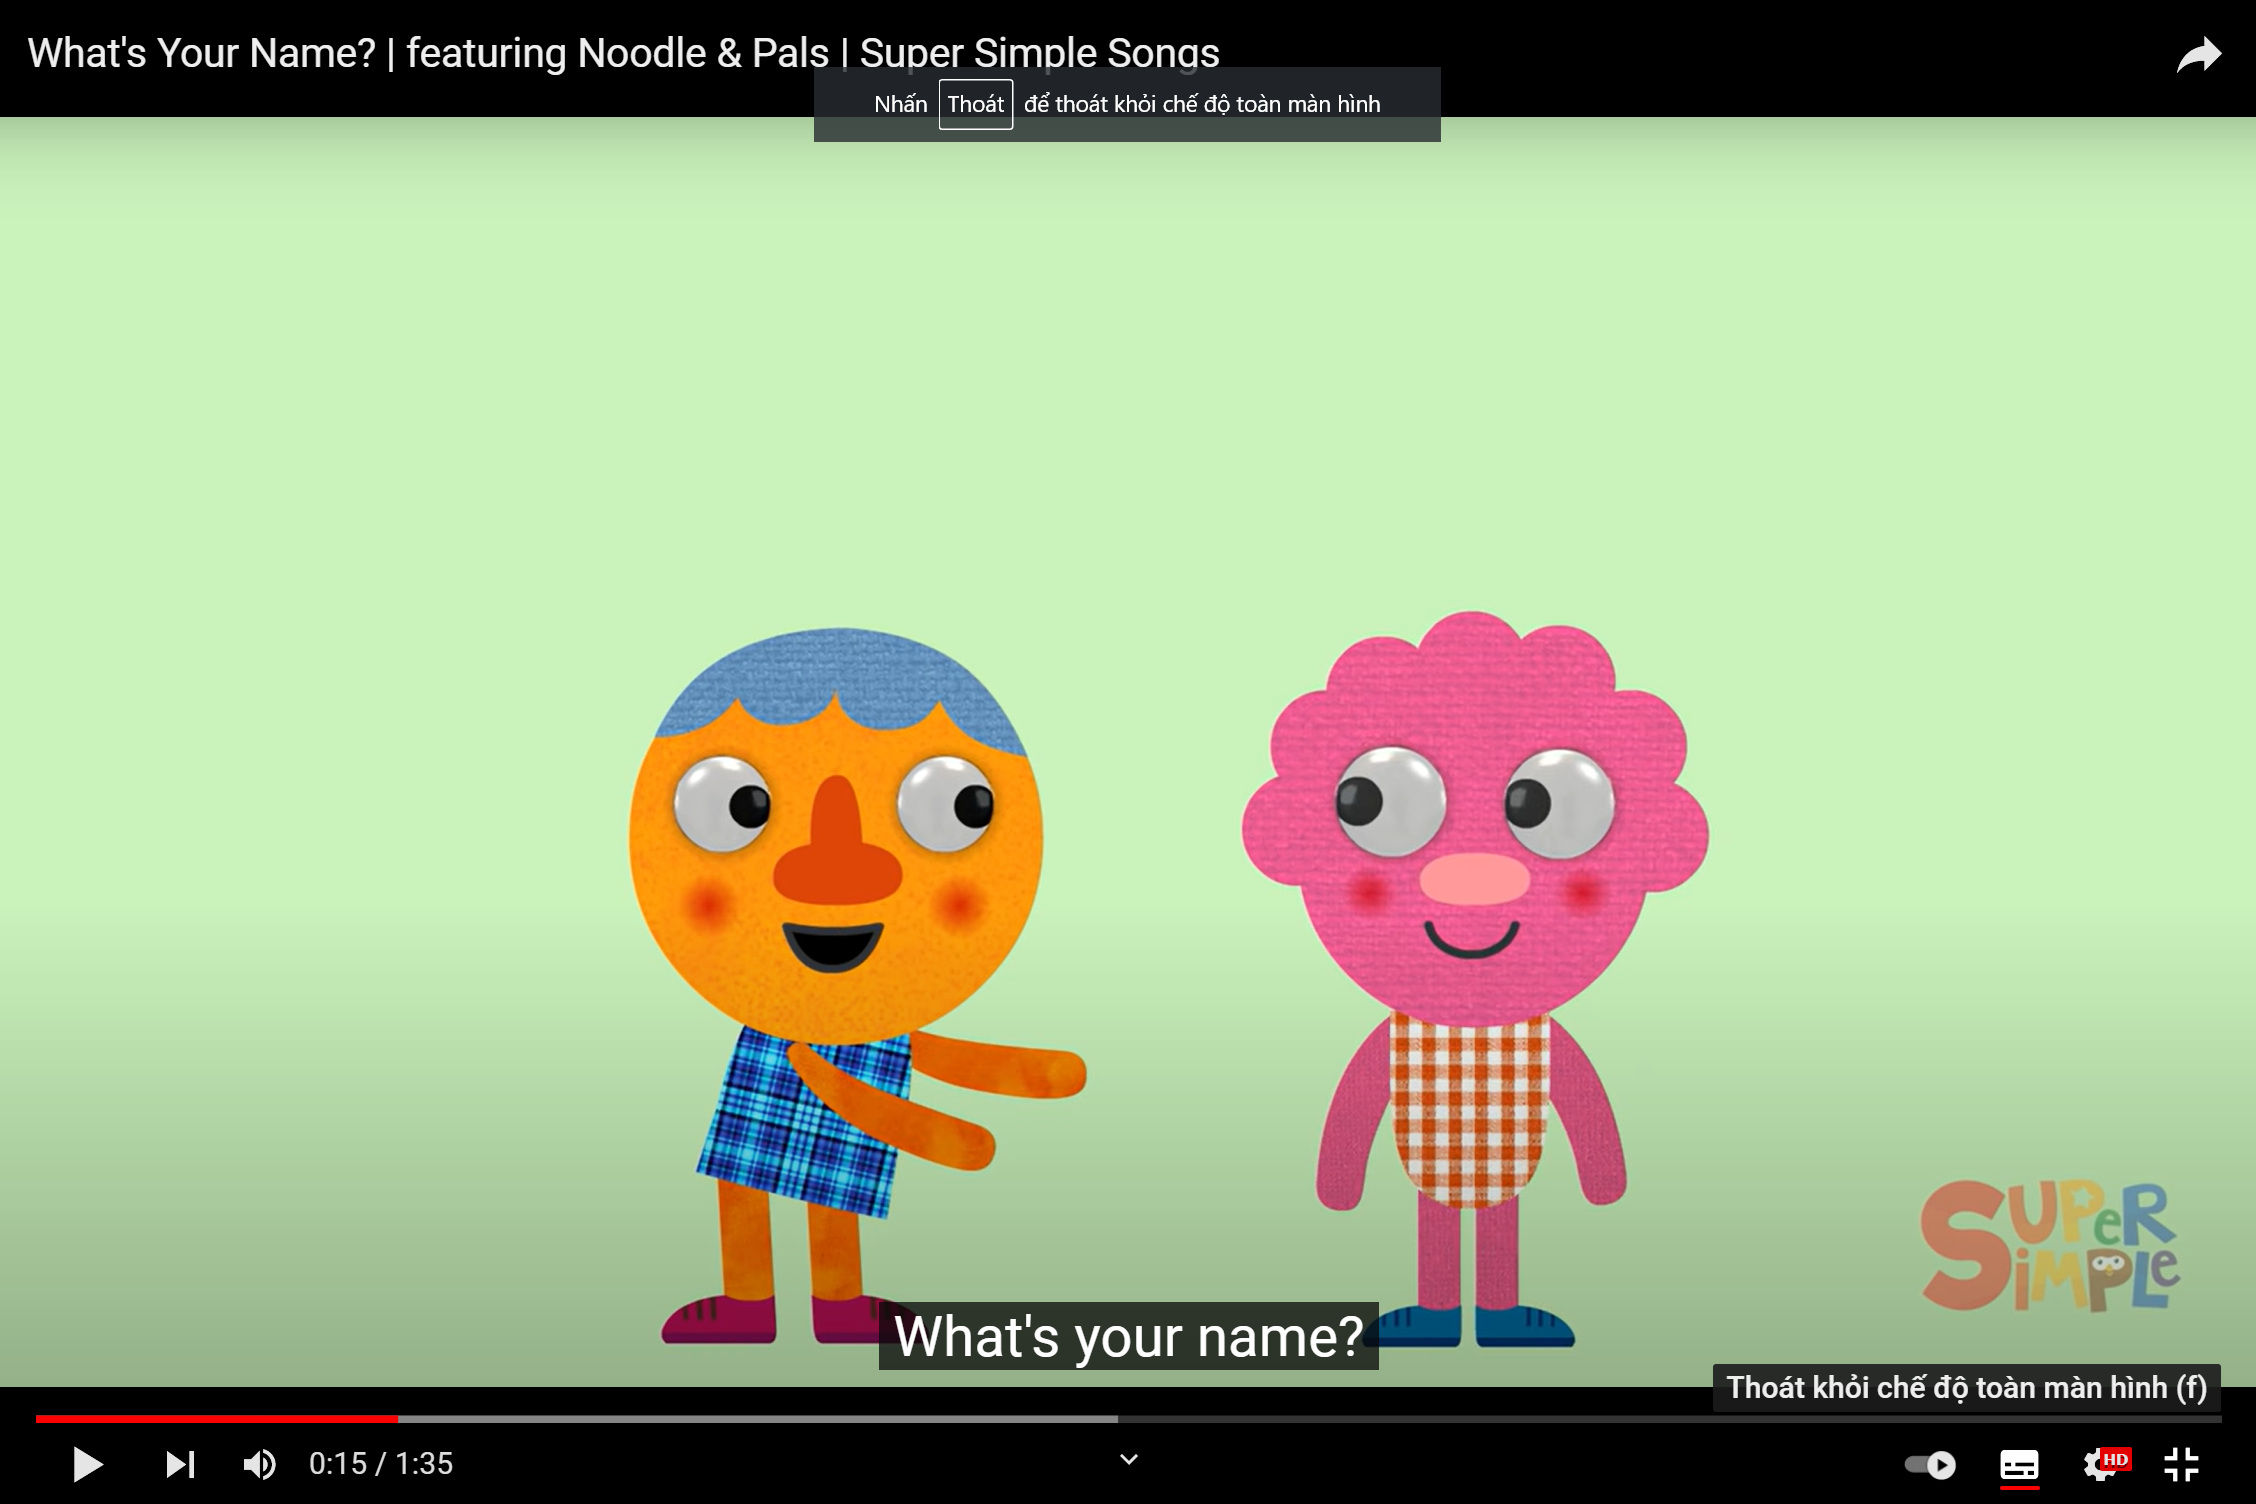 What's Your Name? | featuring Noodle & Pals | Super Simple Songs
Nhấn Thoát để thoát khỏi chế độ toàn màn hình
SUPeR
SiMPLe
What's your name?
Thoát khỏi chế độ toàn màn hình (f)
0:15 / 1:35
HD